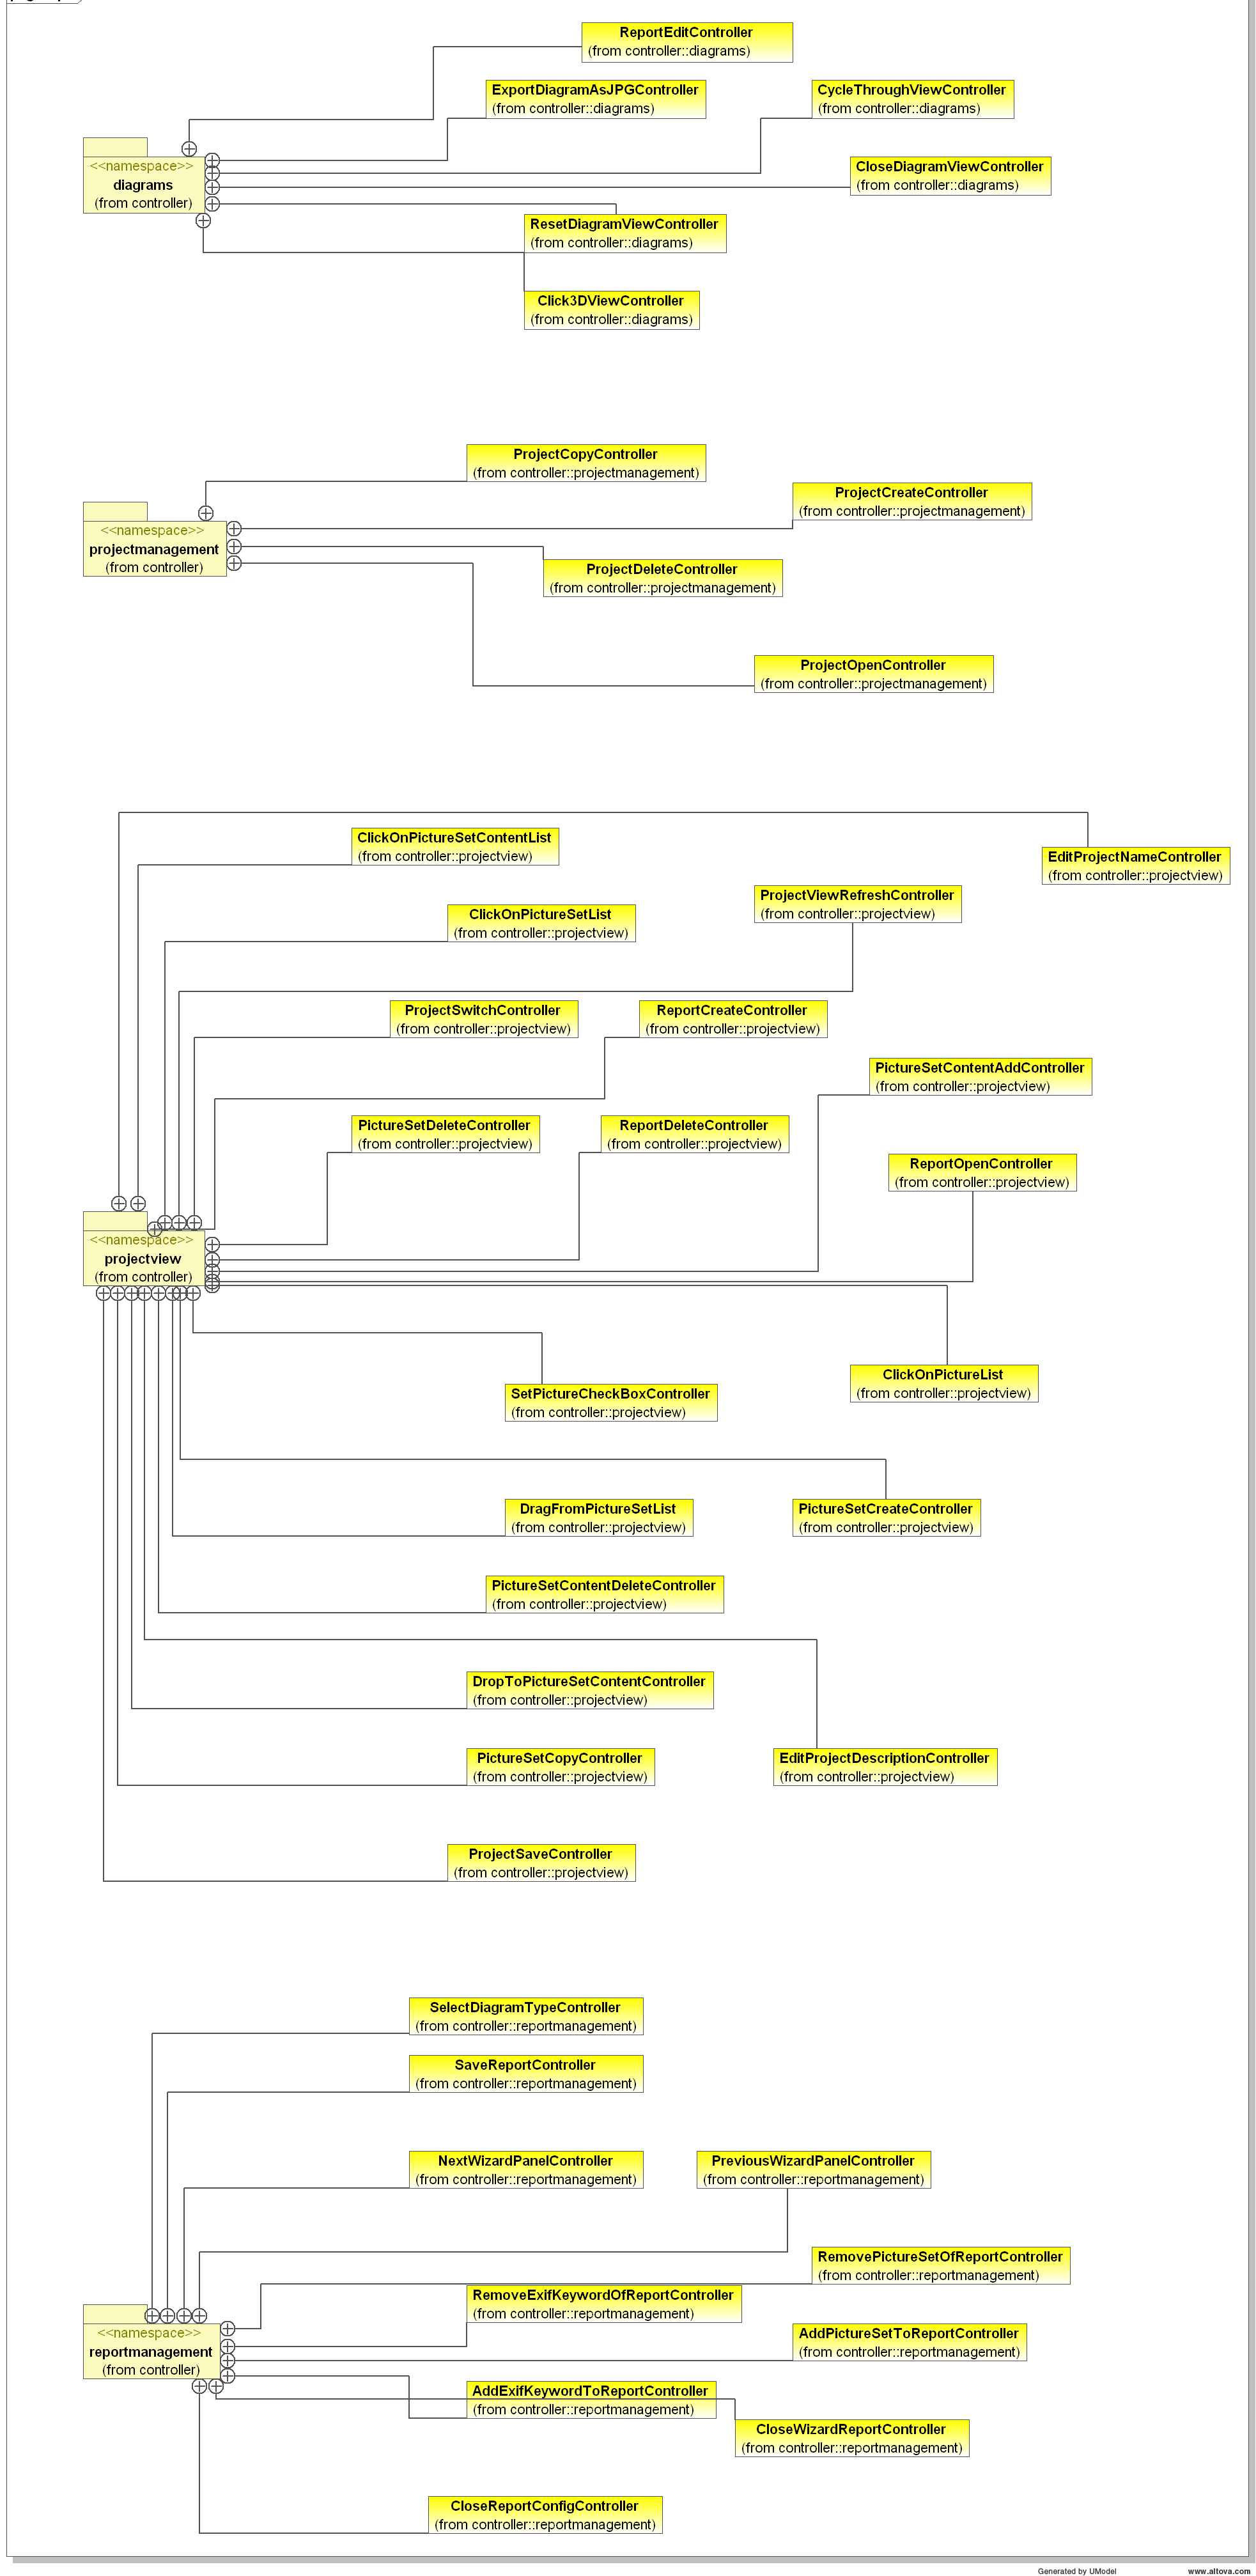 ReportEditController
(from controller::diagrams)
ExportDiagramAsJPGController
(from controller::diagrams)
CycleThroughViewController
(from controller::diagrams)
<<namespace>>
diagrams
(from controller)
CloseDiagramViewController
(from controller::diagrams)
ResetDiagramViewController
(from controller::diagrams)
Click3DViewController
(from controller::diagrams)
ProjectCopyController
(from controller::projectmanagement)
ProjectCreateController
(from controller::projectmanagement)
<<namespace>>
projectmanagement
(from controller)
ProjectDeleteController
(from controller::projectmanagement)
ProjectOpenController
(from controller::projectmanagement)
ClickOnPictureSetContentList
(from controller::projectview)
EditProjectNameController
(from controller::projectview)
ProjectViewRefreshController
(from controller::projectview)
ClickOnPictureSetList
(from controller::projectview)
ProjectSwitchController
(from controller::projectview)
ReportCreateController
(from controller::projectview)
PictureSetContentAddController
(from controller::projectview)
PictureSetDeleteController
(from controller::projectview)
ReportDeleteController
(from controller::projectview)
ReportOpenController
(from controller::projectview)
<<namespace>>
projectview
(from controller)
ClickOnPictureList
(from controller::projectview)
SetPictureCheckBoxController
(from controller::projectview)
DragFromPictureSetList
(from controller::projectview)
PictureSetCreateController
(from controller::projectview)
PictureSetContentDeleteController
(from controller::projectview)
DropToPictureSetContentController
(from controller::projectview)
PictureSetCopyController
(from controller::projectview)
EditProjectDescriptionController
(from controller::projectview)
ProjectSaveController
(from controller::projectview)
SelectDiagramTypeController
(from controller::reportmanagement)
SaveReportController
(from controller::reportmanagement)
NextWizardPanelController
(from controller::reportmanagement)
PreviousWizardPanelController
(from controller::reportmanagement)
RemovePictureSetOfReportController
(from controller::reportmanagement)
RemoveExifKeywordOfReportController
(from controller::reportmanagement)
<<namespace>>
reportmanagement
(from controller)
AddPictureSetToReportController
(from controller::reportmanagement)
AddExifKeywordToReportController
(from controller::reportmanagement)
CloseWizardReportController
(from controller::reportmanagement)
CloseReportConfigController
(from controller::reportmanagement)
Generated by UModel
www.altova.com